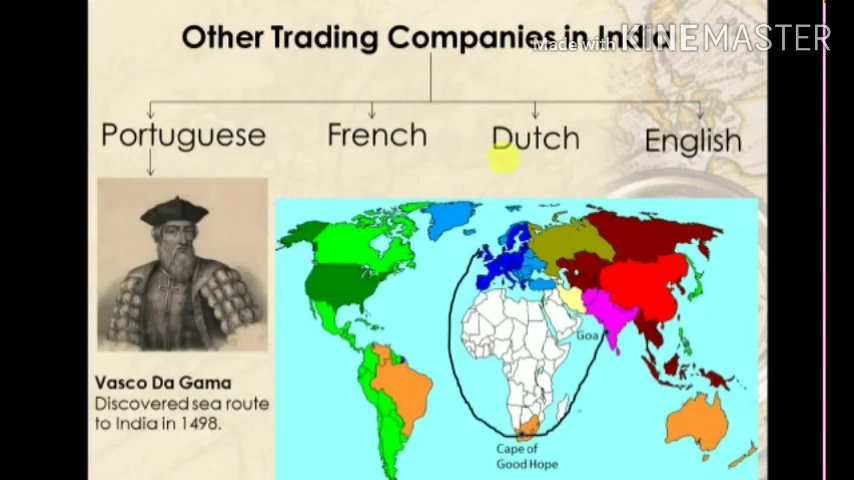 Other Trading Companies in India
Made with KINEMASTER
Portuguese
French
Dutch
English
Goa
Vasco Da Gama
Discovered sea route
to India in 1498.
Cape of
Good Hope